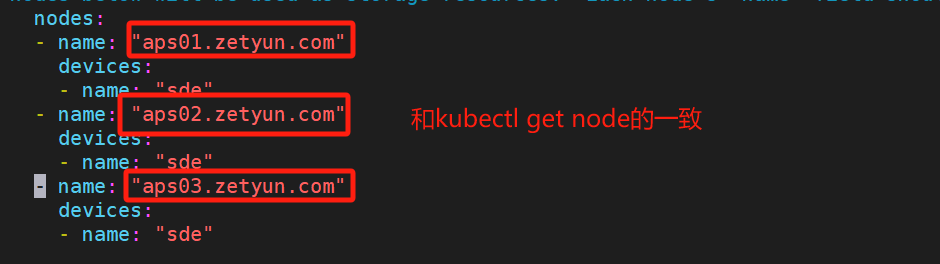 nodes:
- name: "aps01.zetyun.com"
devices:
- name: "sde"
- name: "aps02.zetyun.com"
和kubectl get node的一致
devices:
- name: "sde"
- name: "aps03.zetyun.com"
devices:
- name: "sde"